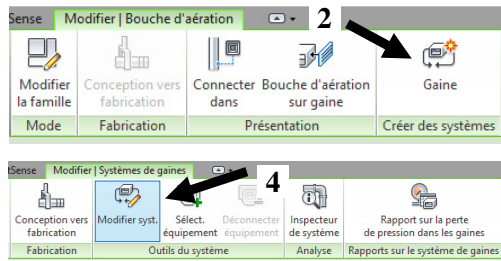 Sense Modifier | Bouche d'aération 2
Modifier Conception vers Connecter Bouche d'aération Gaine
la famille fabrication dans sur gaine
Mode Fabrication Présentation Créer des systèmes
tSense Modifier | Systèmes de gaines 4
Conception vers Modifier syst. Sélect. Déconnecter Inspecteur Rapport sur la perte
fabrication équipement équipement de système de pression dans les gaines
Fabrication Outils du système Analyse Rapports sur le système de gaines